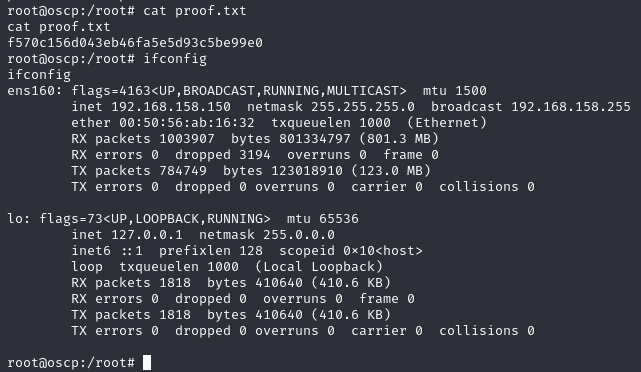 root@oscp:/root# cat proof.txt
cat proof.txt
f570c156d043eb46fa5e5d93c5be99e0
root@oscp:/root# ifconfig
ifconfig
ens160: flags=4163<UP,BROADCAST,RUNNING,MULTICAST>  mtu 1500
        inet 192.168.158.150  netmask 255.255.255.0  broadcast 192.168.158.255
        ether 00:50:56:ab:16:32  txqueuelen 1000  (Ethernet)
        RX packets 1003907  bytes 801334797 (801.3 MB)
        RX errors 0  dropped 3194  overruns 0  frame 0
        TX packets 784749  bytes 123018910 (123.0 MB)
        TX errors 0  dropped 0 overruns 0  carrier 0  collisions 0

lo: flags=73<UP,LOOPBACK,RUNNING>  mtu 65536
        inet 127.0.0.1  netmask 255.0.0.0
        inet6 ::1  prefixlen 128  scopeid 0×10<host>
        loop  txqueuelen 1000  (Local Loopback)
        RX packets 1818  bytes 410640 (410.6 KB)
        RX errors 0  dropped 0  overruns 0  frame 0
        TX packets 1818  bytes 410640 (410.6 KB)
        TX errors 0  dropped 0 overruns 0  carrier 0  collisions 0

root@oscp:/root#